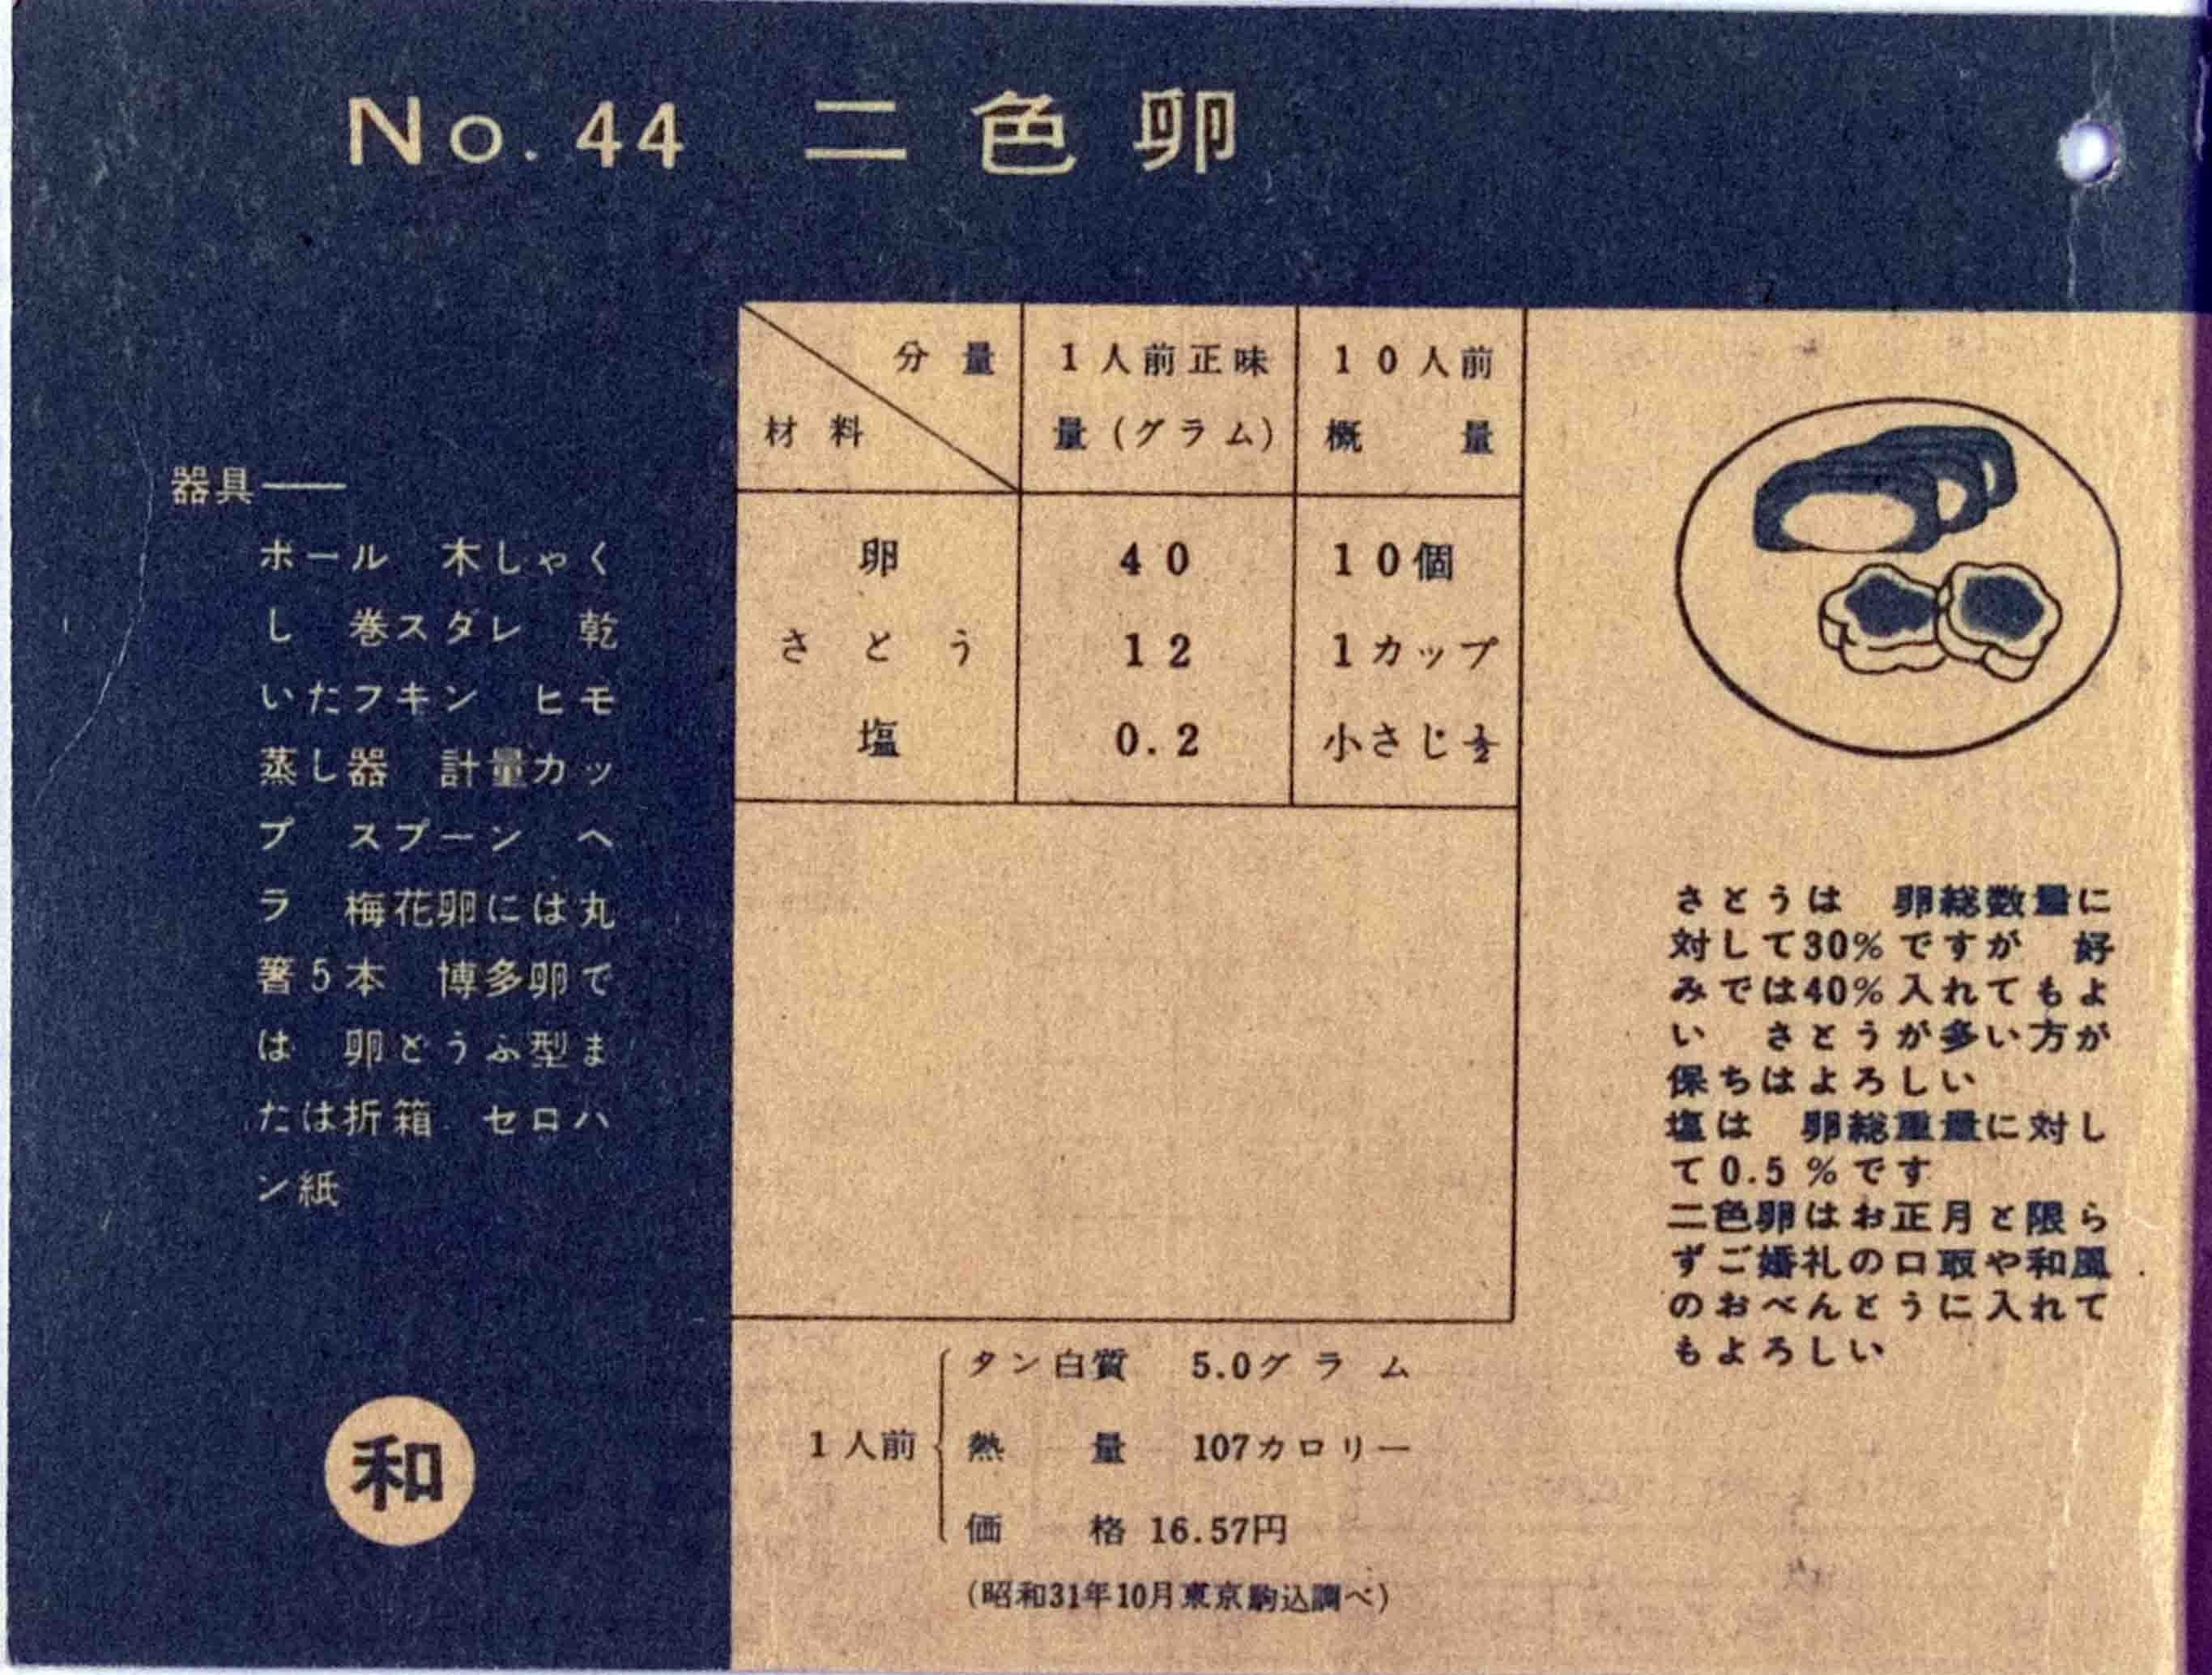 No.44 二色卵
器具——
ボール 木しゃく
し 巻スダレ 乾
いたフキン ヒモ
蒸し器 計量カッ
プ スプーン ヘ
ラ 梅花卵には丸
箸5本 博多卵で
は 卵とうふ型ま
たは折箱 セロハ
ン紙
和
分量 1人前正味 10人前
材料 量(グラム) 概量
卵 40 10個
さとう 12 1カップ
塩 0.2 小さじ½
1人前
タン白質 5.0グラム
熱量 107カロリー
価格 16.57円
(昭和31年10月東京駒込調べ)
さとうは 卵総数量に
対して30%ですが 好
みでは40%入れてもよ
い さとうが多い方が
保ちはよろしい
塩は 卵総重量に対し
て0.5%です
二色卵はお正月と限ら
ずご婚礼の口取や和風
のおべんとうに入れて
もよろしい